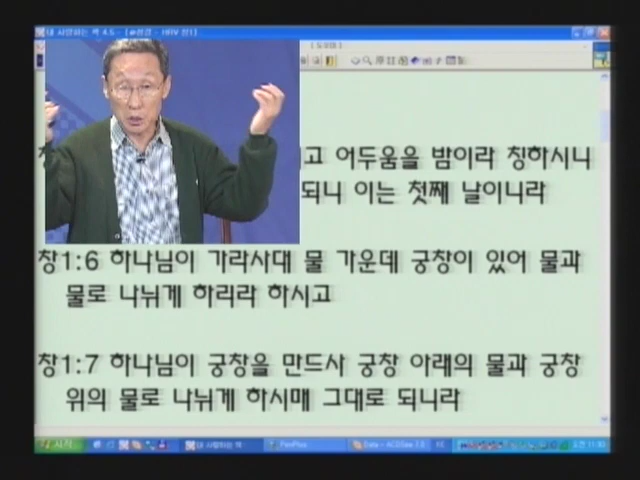 고 어두움을 밤이라 칭하시니
되니 이는 첫째 날이니라
창1:6 하나님이 가라사대 물 가운데 궁창이 있어 물과
물로 나뉘게 하리라 하시고
창1:7 하나님이 궁창을 만드사 궁창 아래의 물과 궁창
위의 물로 나뉘게 하시매 그대로 되니라
시작